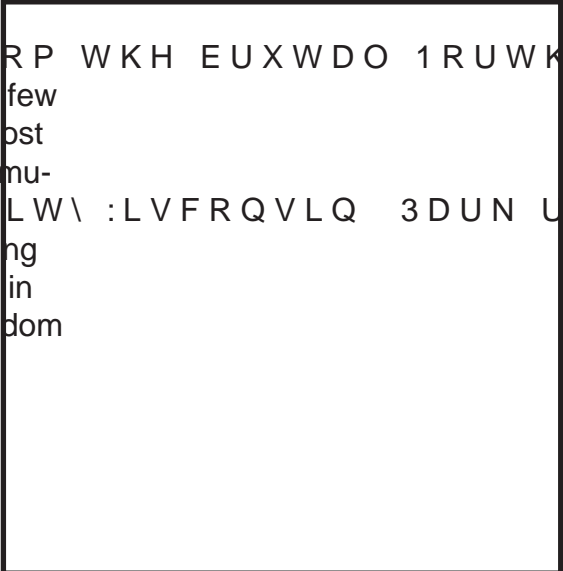 RP WKH EUXWDO 1RUWK
few
ost
mu-
LW\ :LVFRQVLQ 3DUN U
ng
in
dom